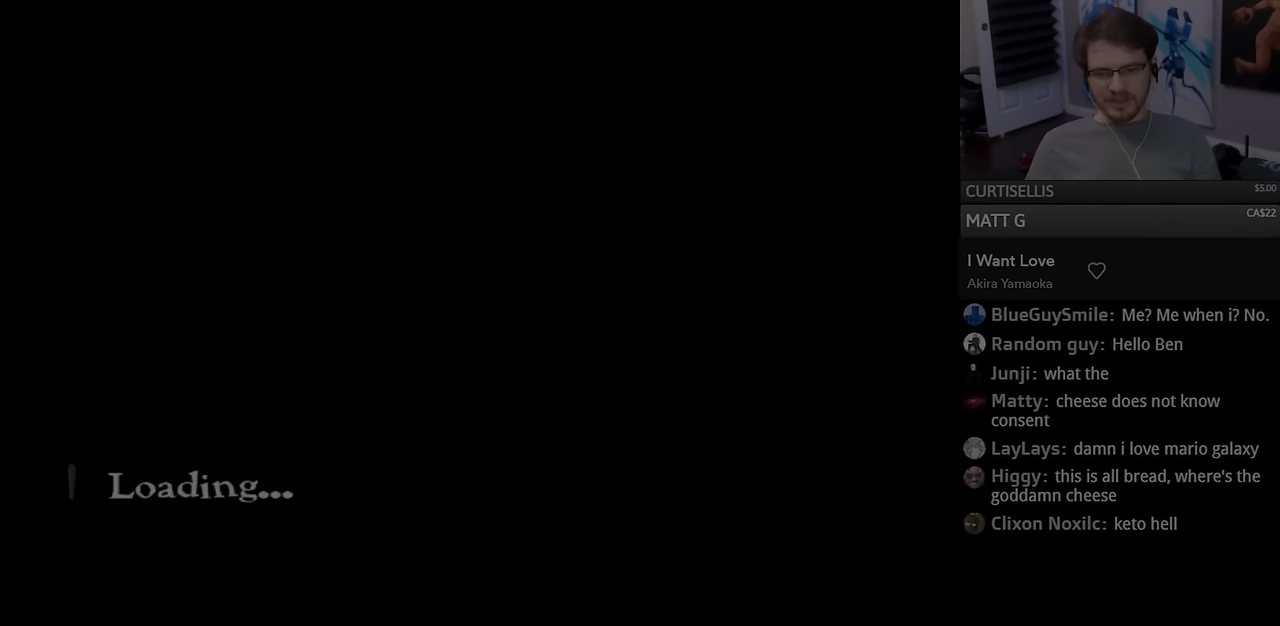 CURTISELLIS $5.00
MATT G CA$22
I Want Love
Akira Yamaoka
BlueGuySmile: Me? Me when i? No.
Random guy: Hello Ben
Junji: what the
Matty: cheese does not know
consent
LayLays: damn i love mario galaxy
Higgy: this is all bread, where's the
goddamn cheese
Clixon Noxilc: keto hell
Loading...